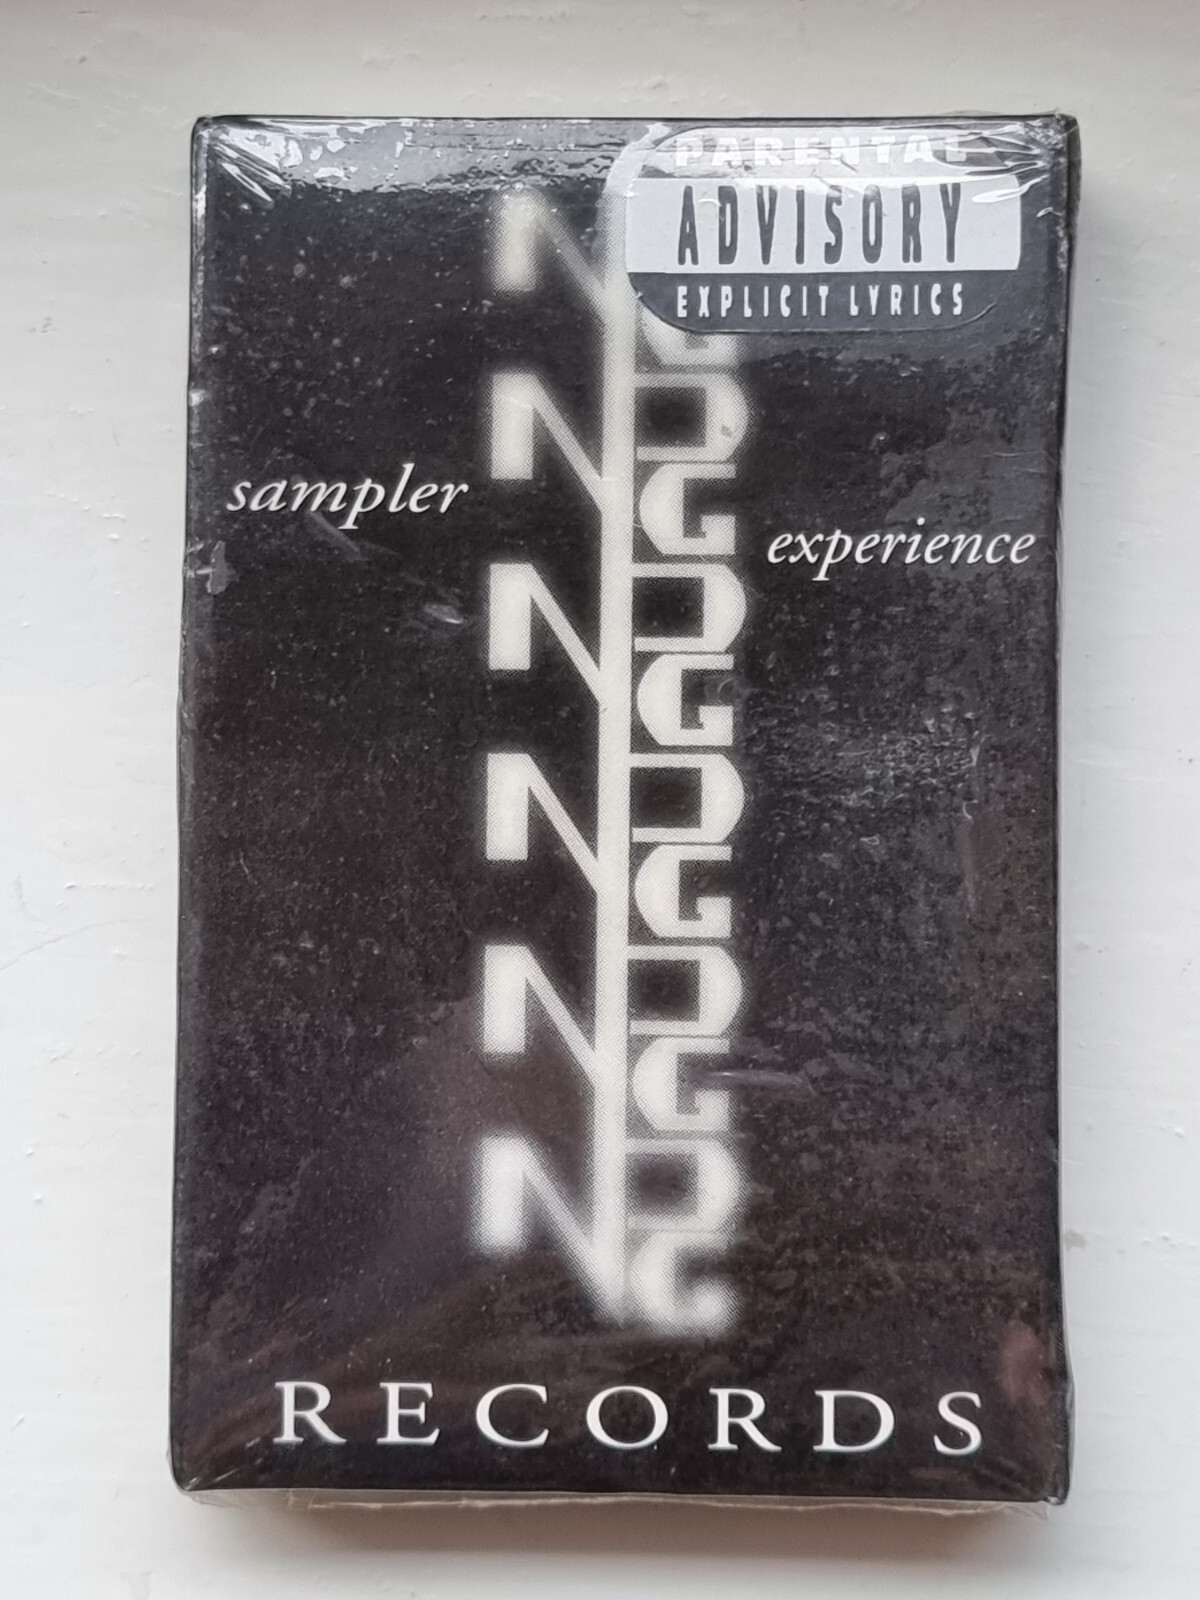 PARENTAL
ADVISORY
EXPLICIT LYRICS
sampler
experience
RECORDS